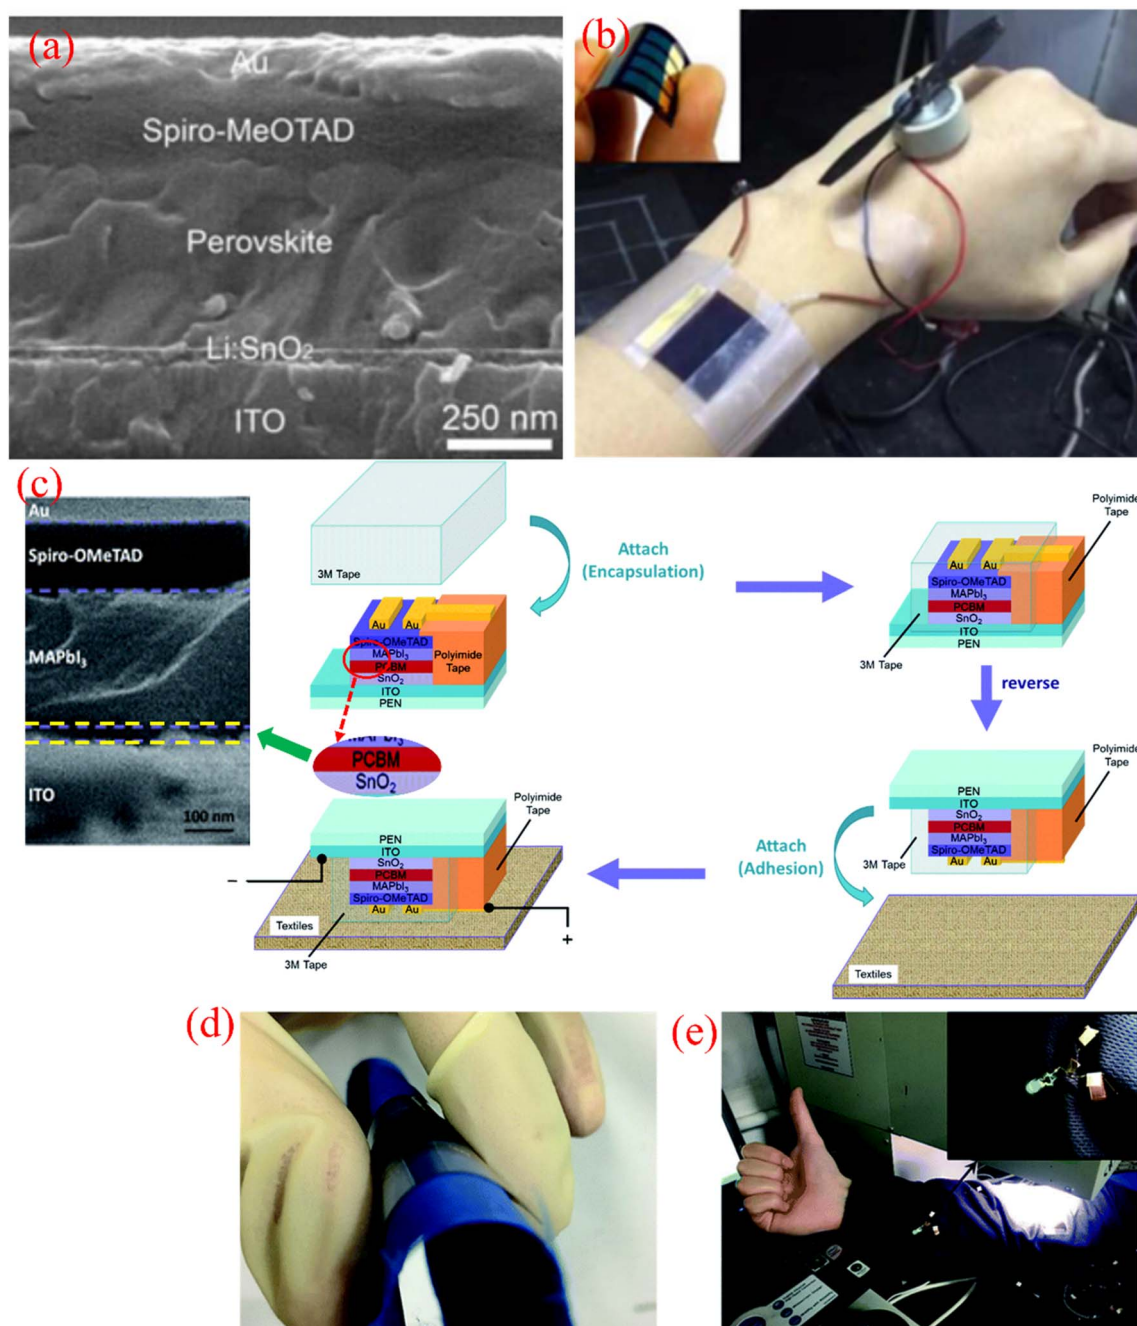 (a)
Au
Spiro-MeOTAD
Perovskite
Li:SnO₂
ITO
250 nm
(b)
(c)
Au
Spiro-OMeTAD
MAPbI₃
ITO
100 nm
3M Tape
Attach
(Encapsulation)
Au
Au
Spiro-OMeTAD
MAPbI₃
PCBM
SnO₂
ITO
PEN
Polyimide
Tape
MAPbI₃
PCBM
SnO₂
Polyimide
Tape
Au
Au
Spiro-OMeTAD
MAPbI₃
PCBM
SnO₂
ITO
PEN
3M Tape
reverse
Polyimide
Tape
PEN
ITO
SnO₂
PCBM
MAPbI₃
Spiro-OMeTAD
Au
Au
3M Tape
Attach
(Adhesion)
Textiles
Polyimide
Tape
PEN
ITO
SnO₂
PCBM
MAPbI₃
Spiro-OMeTAD
Au
Au
−
+
Textiles
3M Tape
(d)
(e)